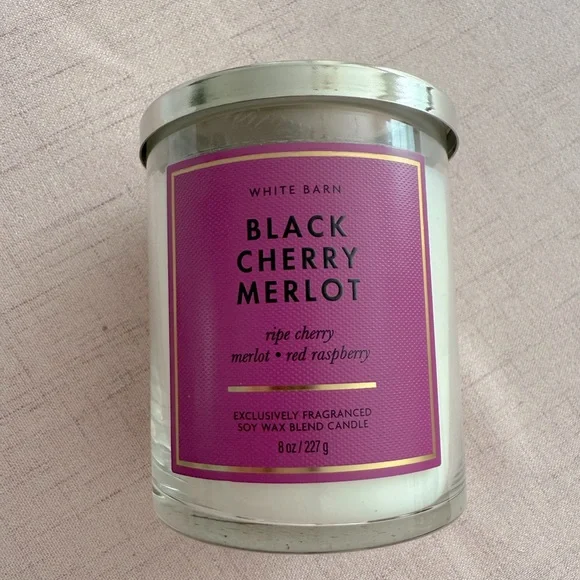 WHITE BARN
BLACK
CHERRY
MERLOT
ripe cherry
merlot • red raspberry
EXCLUSIVELY FRAGRANCED
SOY WAX BLEND CANDLE
8 oz / 227 g